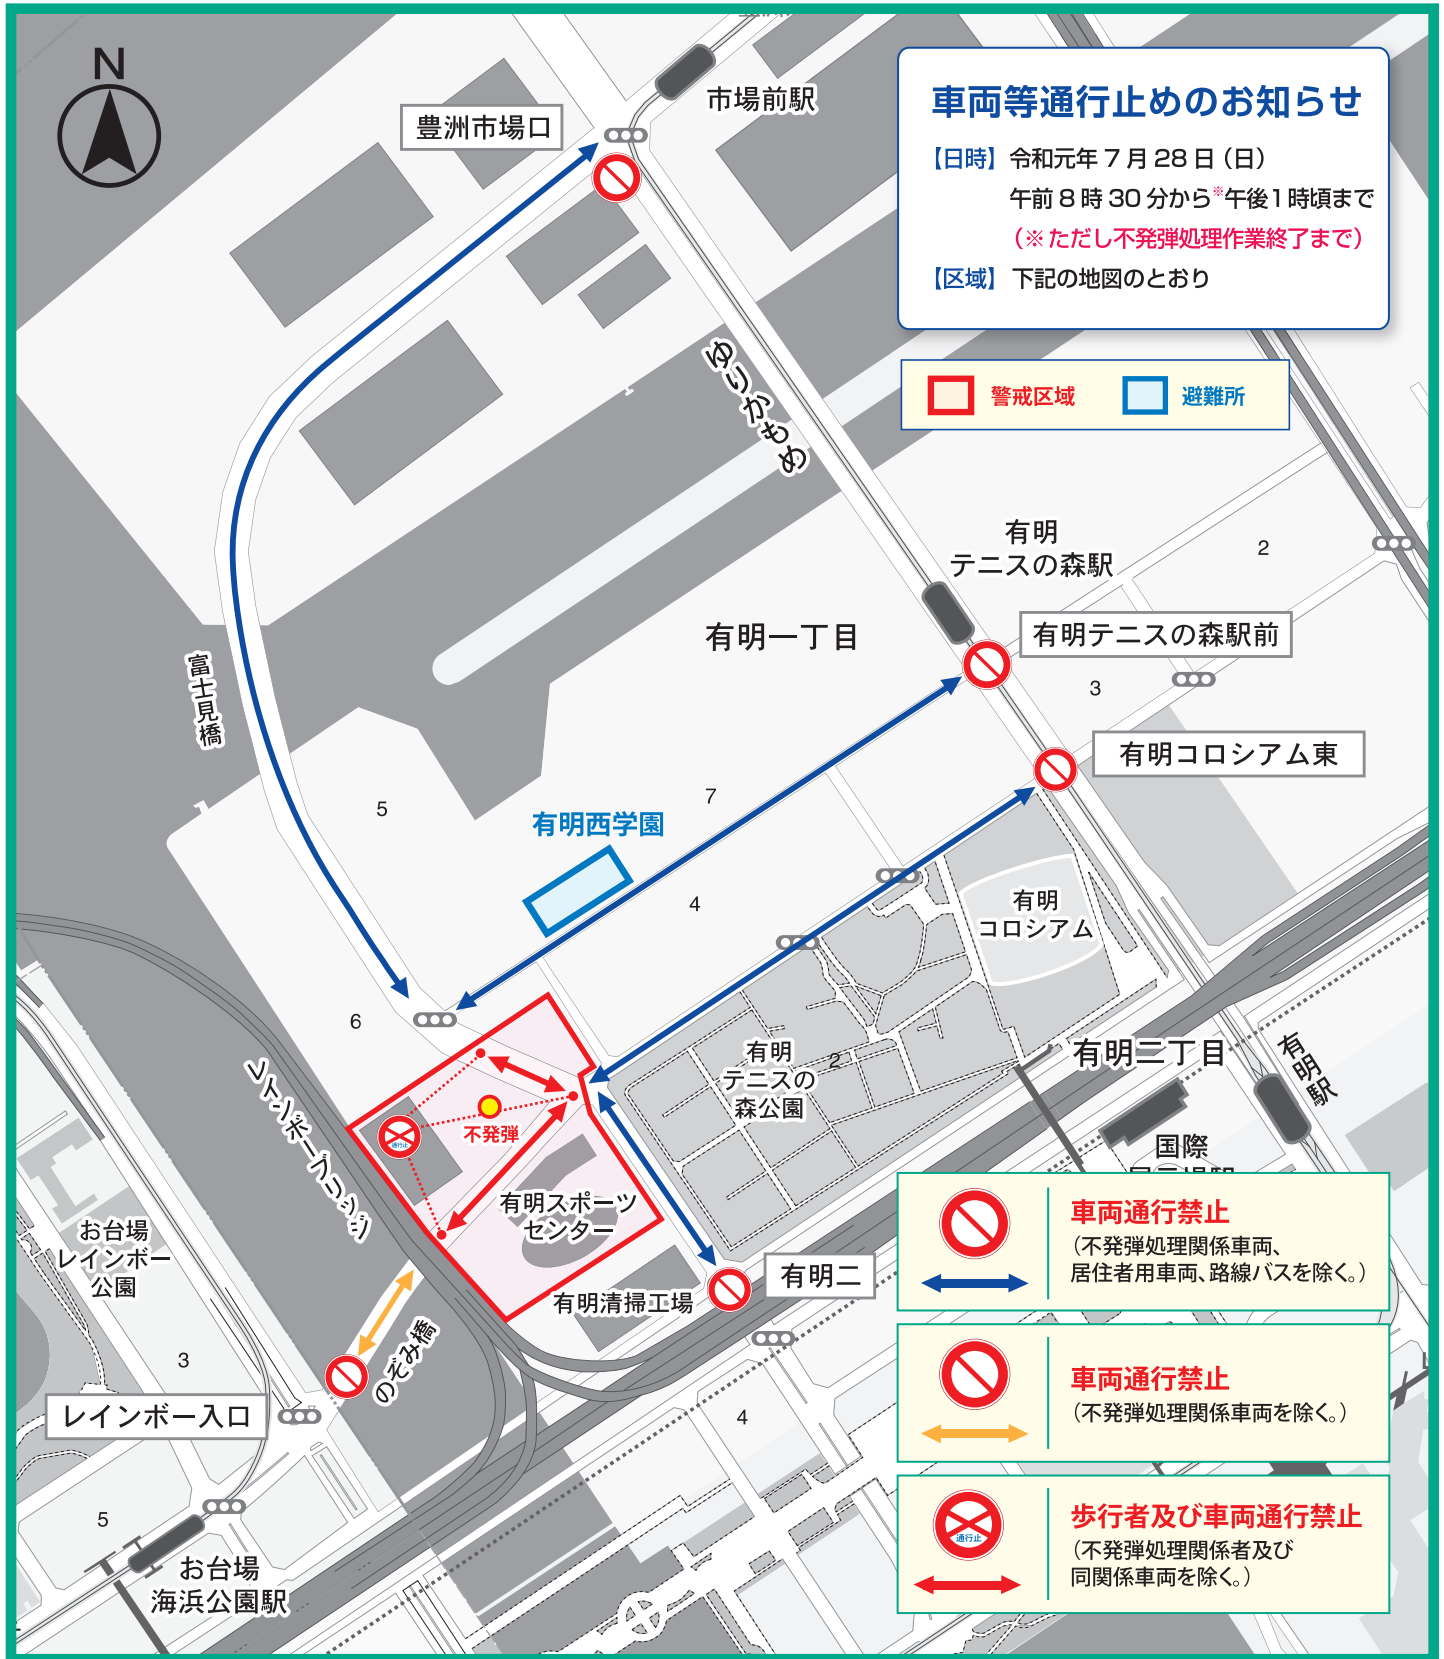 N
市場前駅
豊洲市場口
車両等通行止めのお知らせ
【日時】 令和元年7月28日(日)
午前8時30分から※午後1時頃まで
(※ただし不発弾処理作業終了まで)
【区域】 下記の地図のとおり
警戒区域
避難所
ゆりかもめ
有明
テニスの森駅
2
有明テニスの森駅前
有明一丁目
3
富士見橋
有明コロシアム東
5
7
有明西学園
4
有明
コロシアム
6
有明
テニスの
森公園
2
有明二丁目
有明駅
レインボーブリッジ
不発弾
通行止
国際
有明スポーツ
センター
お台場
レインボー
公園
有明二
有明清掃工場
のぞみ橋
3
レインボー入口
4
5
お台場
海浜公園駅
車両通行禁止
(不発弾処理関係車両、
居住者用車両、路線バスを除く。)
車両通行禁止
(不発弾処理関係車両を除く。)
通行止
歩行者及び車両通行禁止
(不発弾処理関係者及び
同関係車両を除く。)